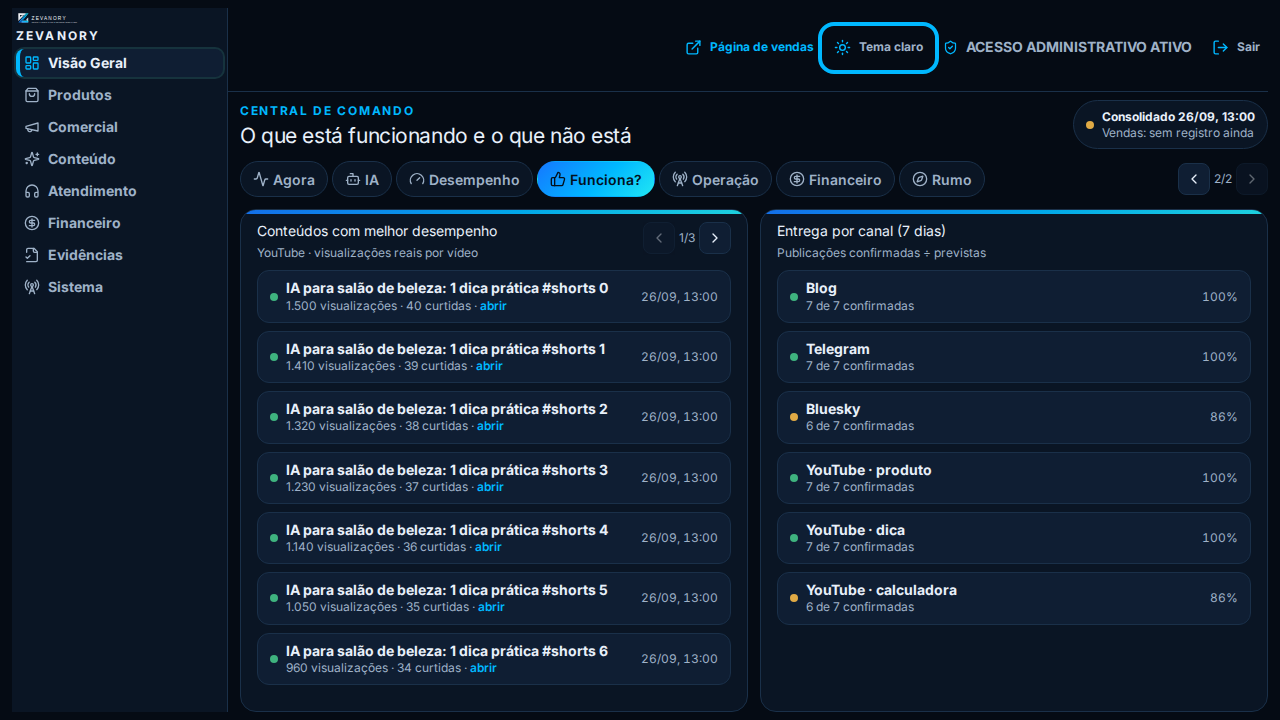 ZEVANORY
ZEVANORY
Visão Geral
Produtos
Comercial
Conteúdo
Atendimento
Financeiro
Evidências
Sistema
Página de vendas
Tema claro
ACESSO ADMINISTRATIVO ATIVO
Sair
CENTRAL DE COMANDO
O que está funcionando e o que não está
Consolidado 26/09, 13:00
Vendas: sem registro ainda
Agora
IA
Desempenho
Funciona?
Operação
Financeiro
Rumo
2/2
Conteúdos com melhor desempenho
YouTube · visualizações reais por vídeo
1/3
IA para salão de beleza: 1 dica prática #shorts 0
1.500 visualizações · 40 curtidas · abrir
26/09, 13:00
IA para salão de beleza: 1 dica prática #shorts 1
1.410 visualizações · 39 curtidas · abrir
26/09, 13:00
IA para salão de beleza: 1 dica prática #shorts 2
1.320 visualizações · 38 curtidas · abrir
26/09, 13:00
IA para salão de beleza: 1 dica prática #shorts 3
1.230 visualizações · 37 curtidas · abrir
26/09, 13:00
IA para salão de beleza: 1 dica prática #shorts 4
1.140 visualizações · 36 curtidas · abrir
26/09, 13:00
IA para salão de beleza: 1 dica prática #shorts 5
1.050 visualizações · 35 curtidas · abrir
26/09, 13:00
IA para salão de beleza: 1 dica prática #shorts 6
960 visualizações · 34 curtidas · abrir
26/09, 13:00
Entrega por canal (7 dias)
Publicações confirmadas ÷ previstas
Blog
7 de 7 confirmadas
100%
Telegram
7 de 7 confirmadas
100%
Bluesky
6 de 7 confirmadas
86%
YouTube · produto
7 de 7 confirmadas
100%
YouTube · dica
7 de 7 confirmadas
100%
YouTube · calculadora
6 de 7 confirmadas
86%